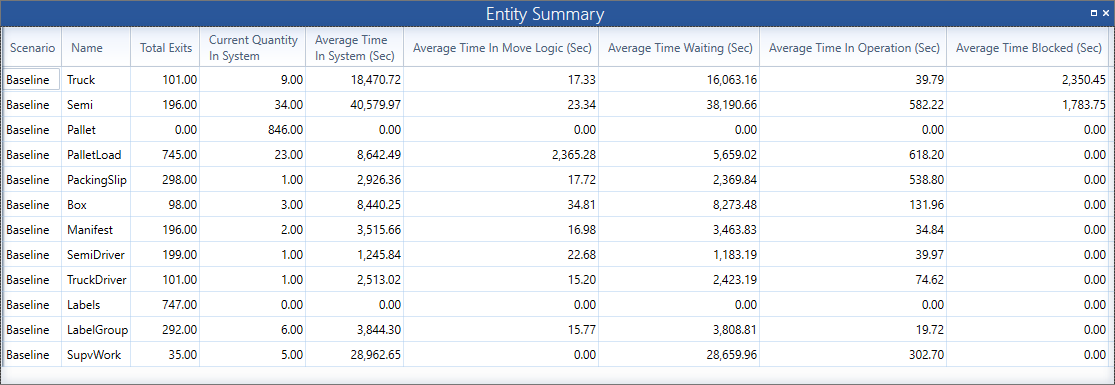 Entity Summary
Scenario Name Total Exits Current Quantity In System Average Time In System (Sec) Average Time In Move Logic (Sec) Average Time Waiting (Sec) Average Time In Operation (Sec) Average Time Blocked (Sec)
Baseline Truck 101.00 9.00 18,470.72 17.33 16,063.16 39.79 2,350.45
Baseline Semi 196.00 34.00 40,579.97 23.34 38,190.66 582.22 1,783.75
Baseline Pallet 0.00 846.00 0.00 0.00 0.00 0.00 0.00
Baseline PalletLoad 745.00 23.00 8,642.49 2,365.28 5,659.02 618.20 0.00
Baseline PackingSlip 298.00 1.00 2,926.36 17.72 2,369.84 538.80 0.00
Baseline Box 98.00 3.00 8,440.25 34.81 8,273.48 131.96 0.00
Baseline Manifest 196.00 2.00 3,515.66 16.98 3,463.83 34.84 0.00
Baseline SemiDriver 199.00 1.00 1,245.84 22.68 1,183.19 39.97 0.00
Baseline TruckDriver 101.00 1.00 2,513.02 15.20 2,423.19 74.62 0.00
Baseline Labels 747.00 0.00 0.00 0.00 0.00 0.00 0.00
Baseline LabelGroup 292.00 6.00 3,844.30 15.77 3,808.81 19.72 0.00
Baseline SupvWork 35.00 5.00 28,962.65 0.00 28,659.96 302.70 0.00